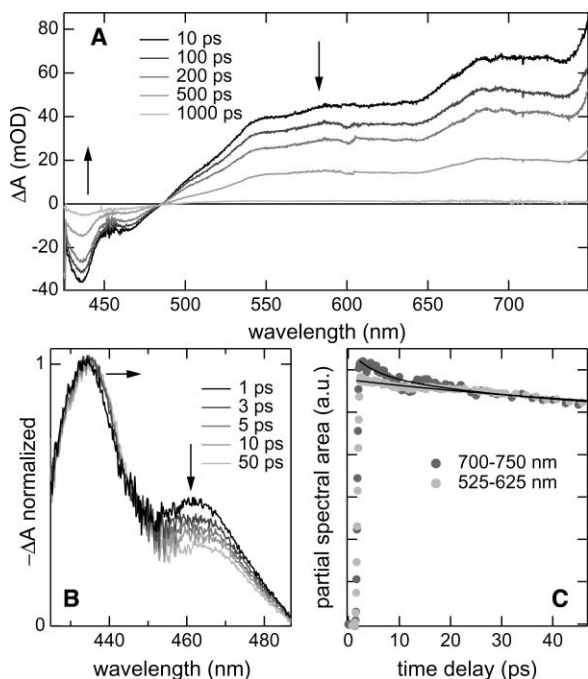 A
10 ps
100 ps
200 ps
500 ps
1000 ps
80
60
40
20
0
-20
-40
ΔA (mOD)
450 500 550 600 650 700
wavelength (nm)
B
1 ps
3 ps
5 ps
10 ps
50 ps
1
0
−ΔA normalized
440 460 480
wavelength (nm)
C
700-750 nm
525-625 nm
partial spectral area (a.u.)
0 10 20 30 40
time delay (ps)